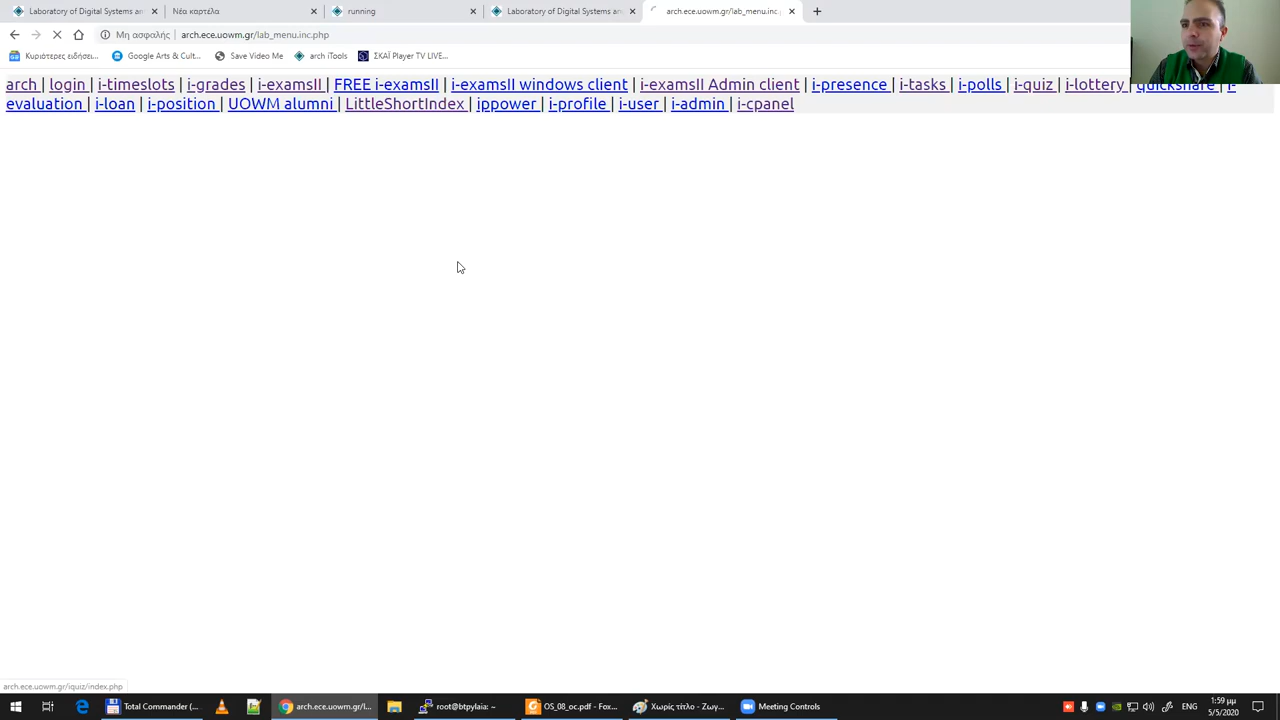 Laboratory of Digital Systems an
Νέα καρτέλα
running
Laboratory of Digital Systems an
arch.ece.uowm.gr/lab_menu.inc.p
Μη ασφαλής
arch.ece.uowm.gr/lab_menu.inc.php
Κυριότερες ειδήσει...
Google Arts & Cult...
Save Video Me
arch iTools
ΣΚΑΪ Player TV LIVE...
arch | login | i-timeslots | i-grades | i-examsII | FREE i-examsII | i-examsII windows client | i-examsII Admin client | i-presence | i-tasks | i-polls | i-quiz | i-lottery | quickshare | i-
evaluation | i-loan | i-position | UOWM alumni | LittleShortIndex | ippower | i-profile | i-user | i-admin | i-cpanel
arch.ece.uowm.gr/iquiz/index.php
Total Commander (...
arch.ece.uowm.gr/l...
root@btpylaia: ~
OS_08_oc.pdf - Fox...
Χωρίς τίτλο - Ζωγ...
Meeting Controls
ENG
1:59 μμ
5/5/2020